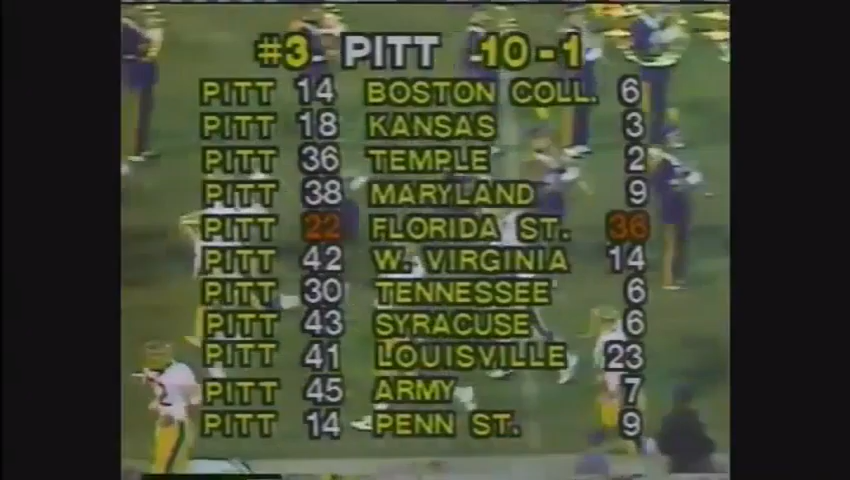 #3 PITT 10-1
PITT 14 BOSTON COLL. 6
PITT 18 KANSAS 3
PITT 36 TEMPLE 2
PITT 38 MARYLAND 9
PITT 22 FLORIDA ST. 36
PITT 42 W. VIRGINIA 14
PITT 30 TENNESSEE 6
PITT 43 SYRACUSE 6
PITT 41 LOUISVILLE 23
PITT 45 ARMY 7
PITT 14 PENN ST. 9